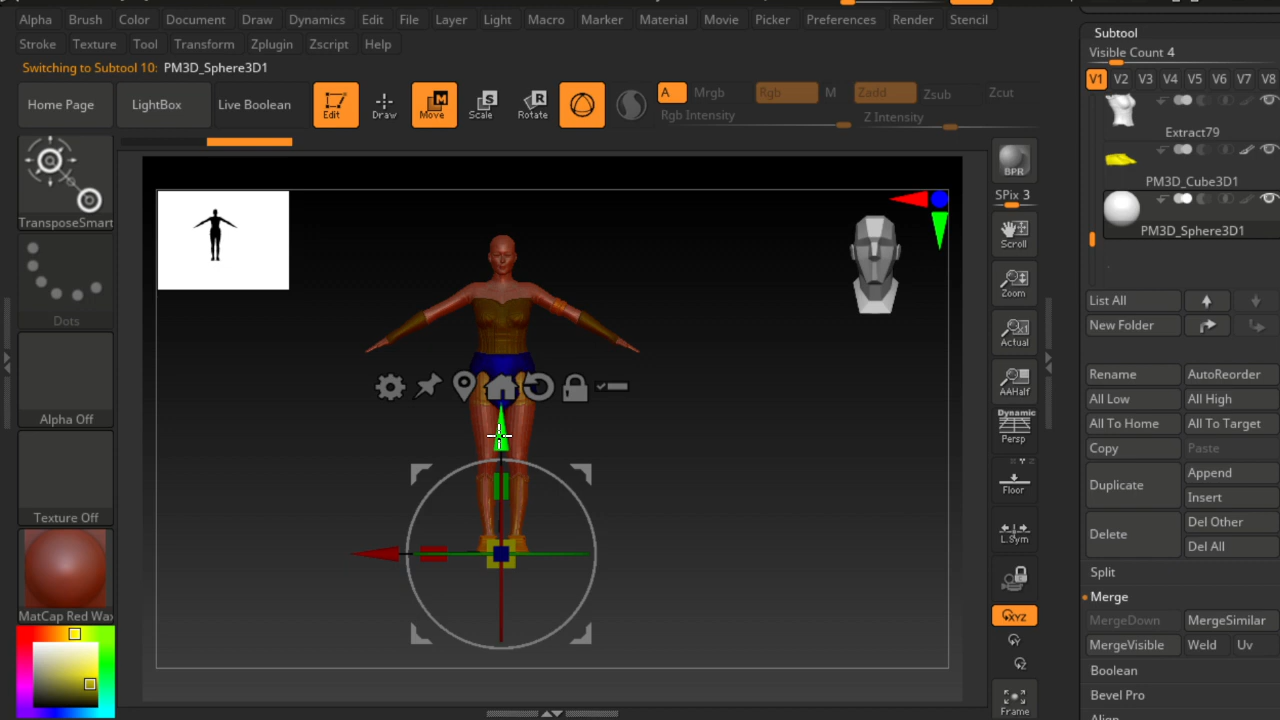 Alpha Brush Color Document Draw Dynamics Edit File Layer Light Macro Marker Material Movie Picker Preferences Render Stencil
Stroke Texture Tool Transform Zplugin Zscript Help
Switching to Subtool 10: PM3D_Sphere3D1
Home Page LightBox Live Boolean Edit Draw Move Scale Rotate A Mrgb Rgb M Zadd Zsub Zcut
Rgb Intensity Z Intensity
TransposeSmart
Dots
Alpha Off
Texture Off
MatCap Red Wax
BPR
SPix 3
Scroll
Zoom
Actual
AAHalf
Dynamic
Persp
Floor
L.Sym
XYZ
Y
Z
Frame
Subtool
Visible Count 4
V1 V2 V3 V4 V5 V6 V7 V8
Extract79
PM3D_Cube3D1
PM3D_Sphere3D1
List All
New Folder
Rename AutoReorder
All Low All High
All To Home All To Target
Copy Paste
Duplicate Append
Insert
Delete Del Other
Del All
Split
Merge
MergeDown MergeSimilar
MergeVisible Weld Uv
Boolean
Bevel Pro